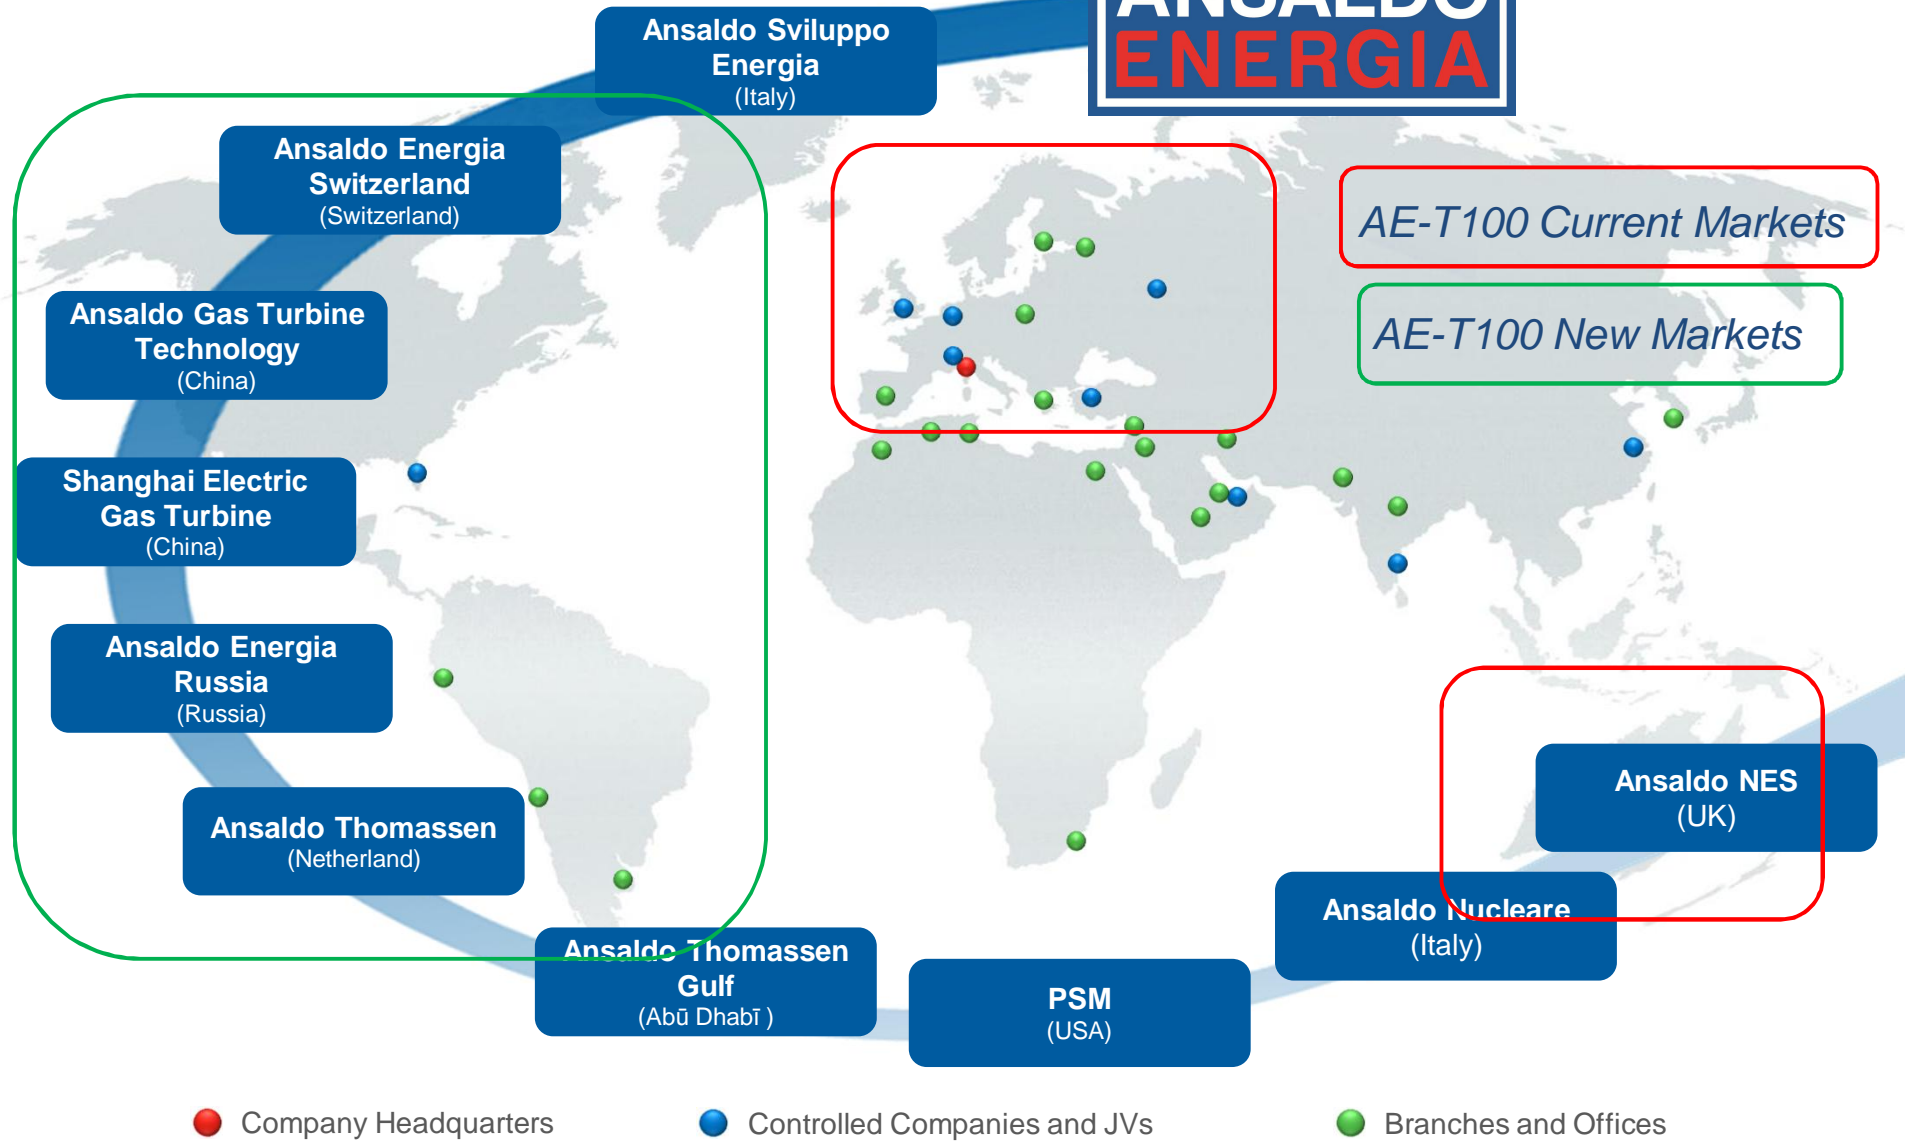 ANSALDO
ENERGIA
Ansaldo Sviluppo
Energia
(Italy)
Ansaldo Energia
Switzerland
(Switzerland)
AE-T100 Current Markets
AE-T100 New Markets
Ansaldo Gas Turbine
Technology
(China)
Shanghai Electric
Gas Turbine
(China)
Ansaldo Energia
Russia
(Russia)
Ansaldo Thomassen
(Netherland)
Ansaldo Thomassen
Gulf
(Abū Dhabī )
PSM
(USA)
Ansaldo Nucleare
(Italy)
Ansaldo NES
(UK)
Company Headquarters
Controlled Companies and JVs
Branches and Offices